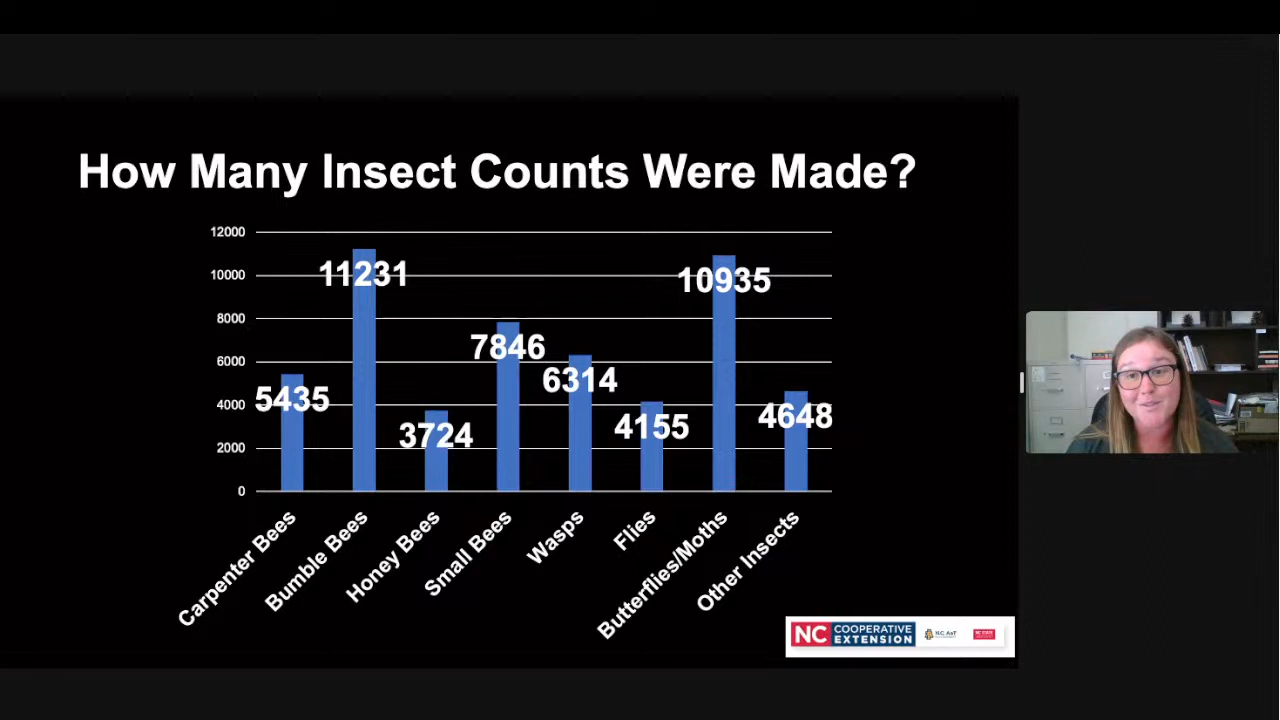 How Many Insect Counts Were Made?
12000
10000
8000
6000
4000
2000
0
5435
11231
3724
7846
6314
4155
10935
4648
Carpenter Bees
Bumble Bees
Honey Bees
Small Bees
Wasps
Flies
Butterflies/Moths
Other Insects
NC COOPERATIVE
EXTENSION
NC STATE